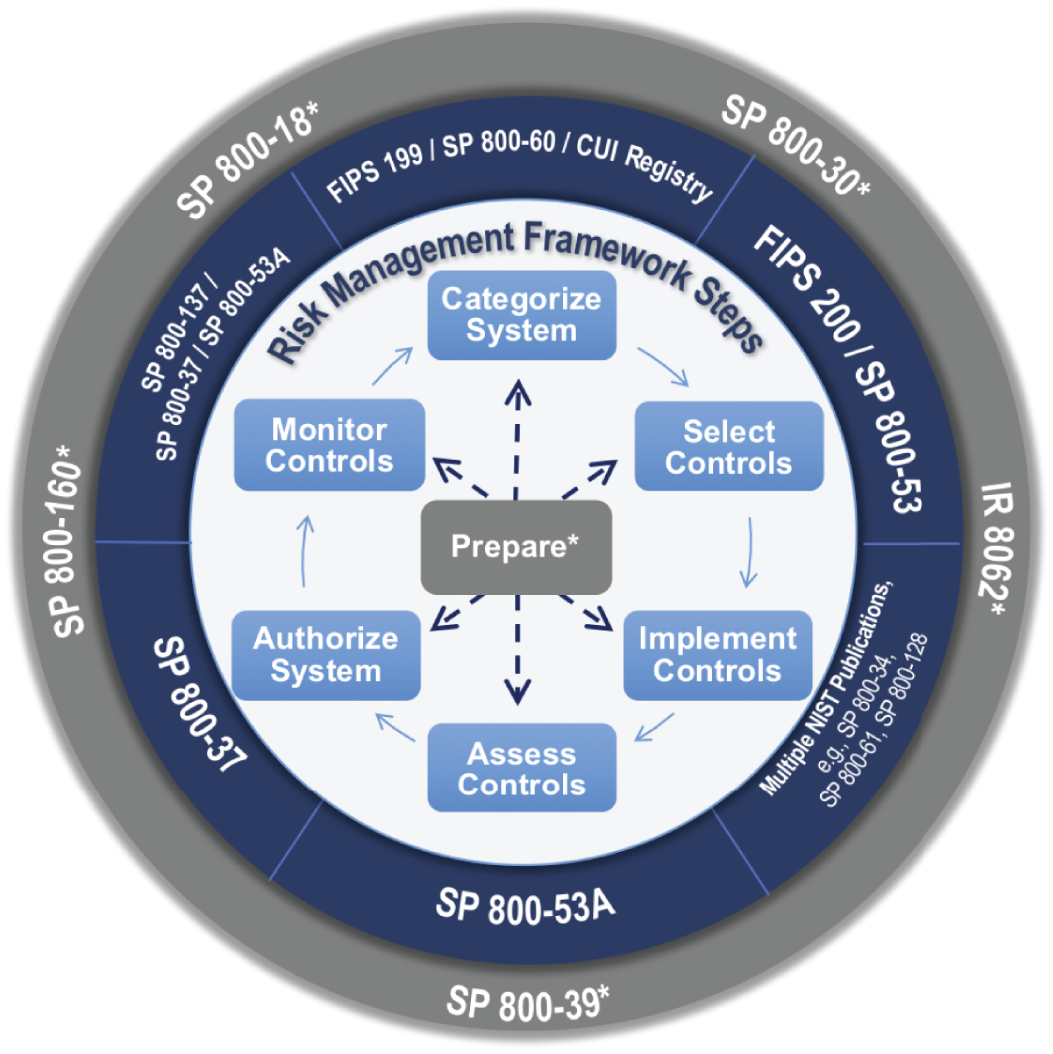 SP 800-18*
SP 800-30*
FIPS 199 / SP 800-60 / CUI Registry
SP 800-137 /
SP 800-37 / SP 800-53A
FIPS 200 / SP 800-53
Risk Management Framework Steps
Categorize
System
Monitor
Controls
Select
Controls
SP 800-160*
IR 8062*
Prepare*
Authorize
System
Implement
Controls
SP 800-37
Multiple NIST Publications,
e.g., SP 800-34,
SP 800-61, SP 800-128
Assess
Controls
SP 800-53A
SP 800-39*